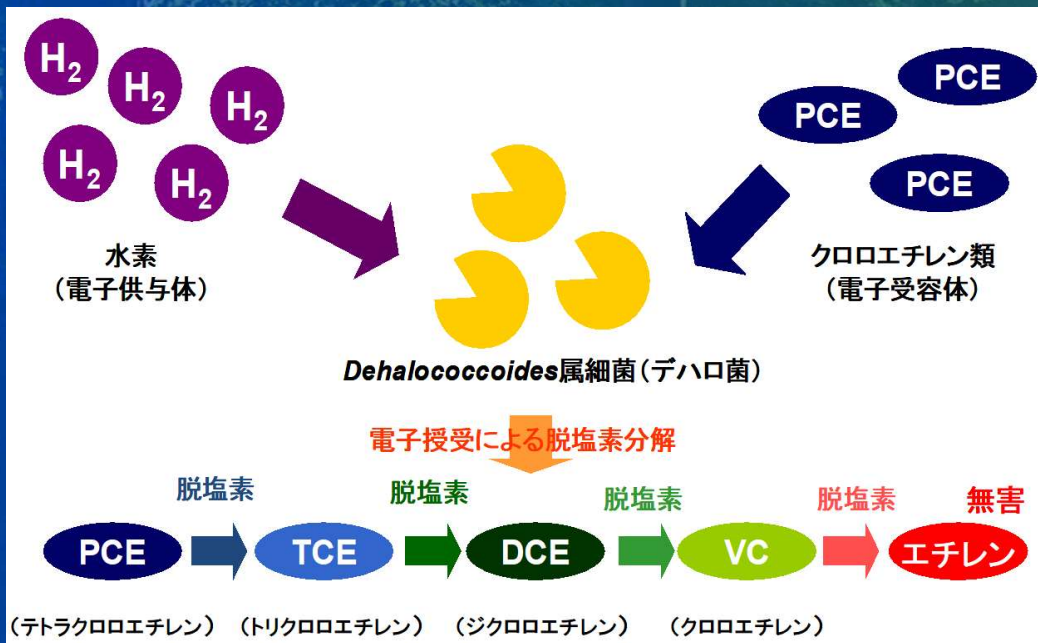 H2
H2
H2
H2
H2
PCE
PCE
PCE
水素
(電子供与体)
クロロエチレン類
(電子受容体)
Dehalococcoides属細菌(デハロ菌)
電子授受による脱塩素分解
脱塩素
脱塩素
脱塩素
脱塩素
無害
PCE
TCE
DCE
VC
エチレン
(テトラクロロエチレン)
(トリクロロエチレン)
(ジクロロエチレン)
(クロロエチレン)